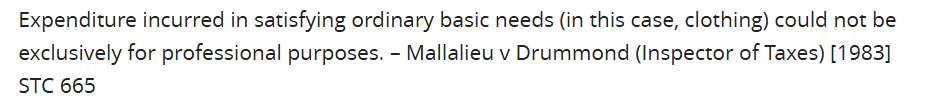 Expenditure incurred in satisfying ordinary basic needs (in this case, clothing) could not be
exclusively for professional purposes. – Mallalieu v Drummond (Inspector of Taxes) [1983]
STC 665